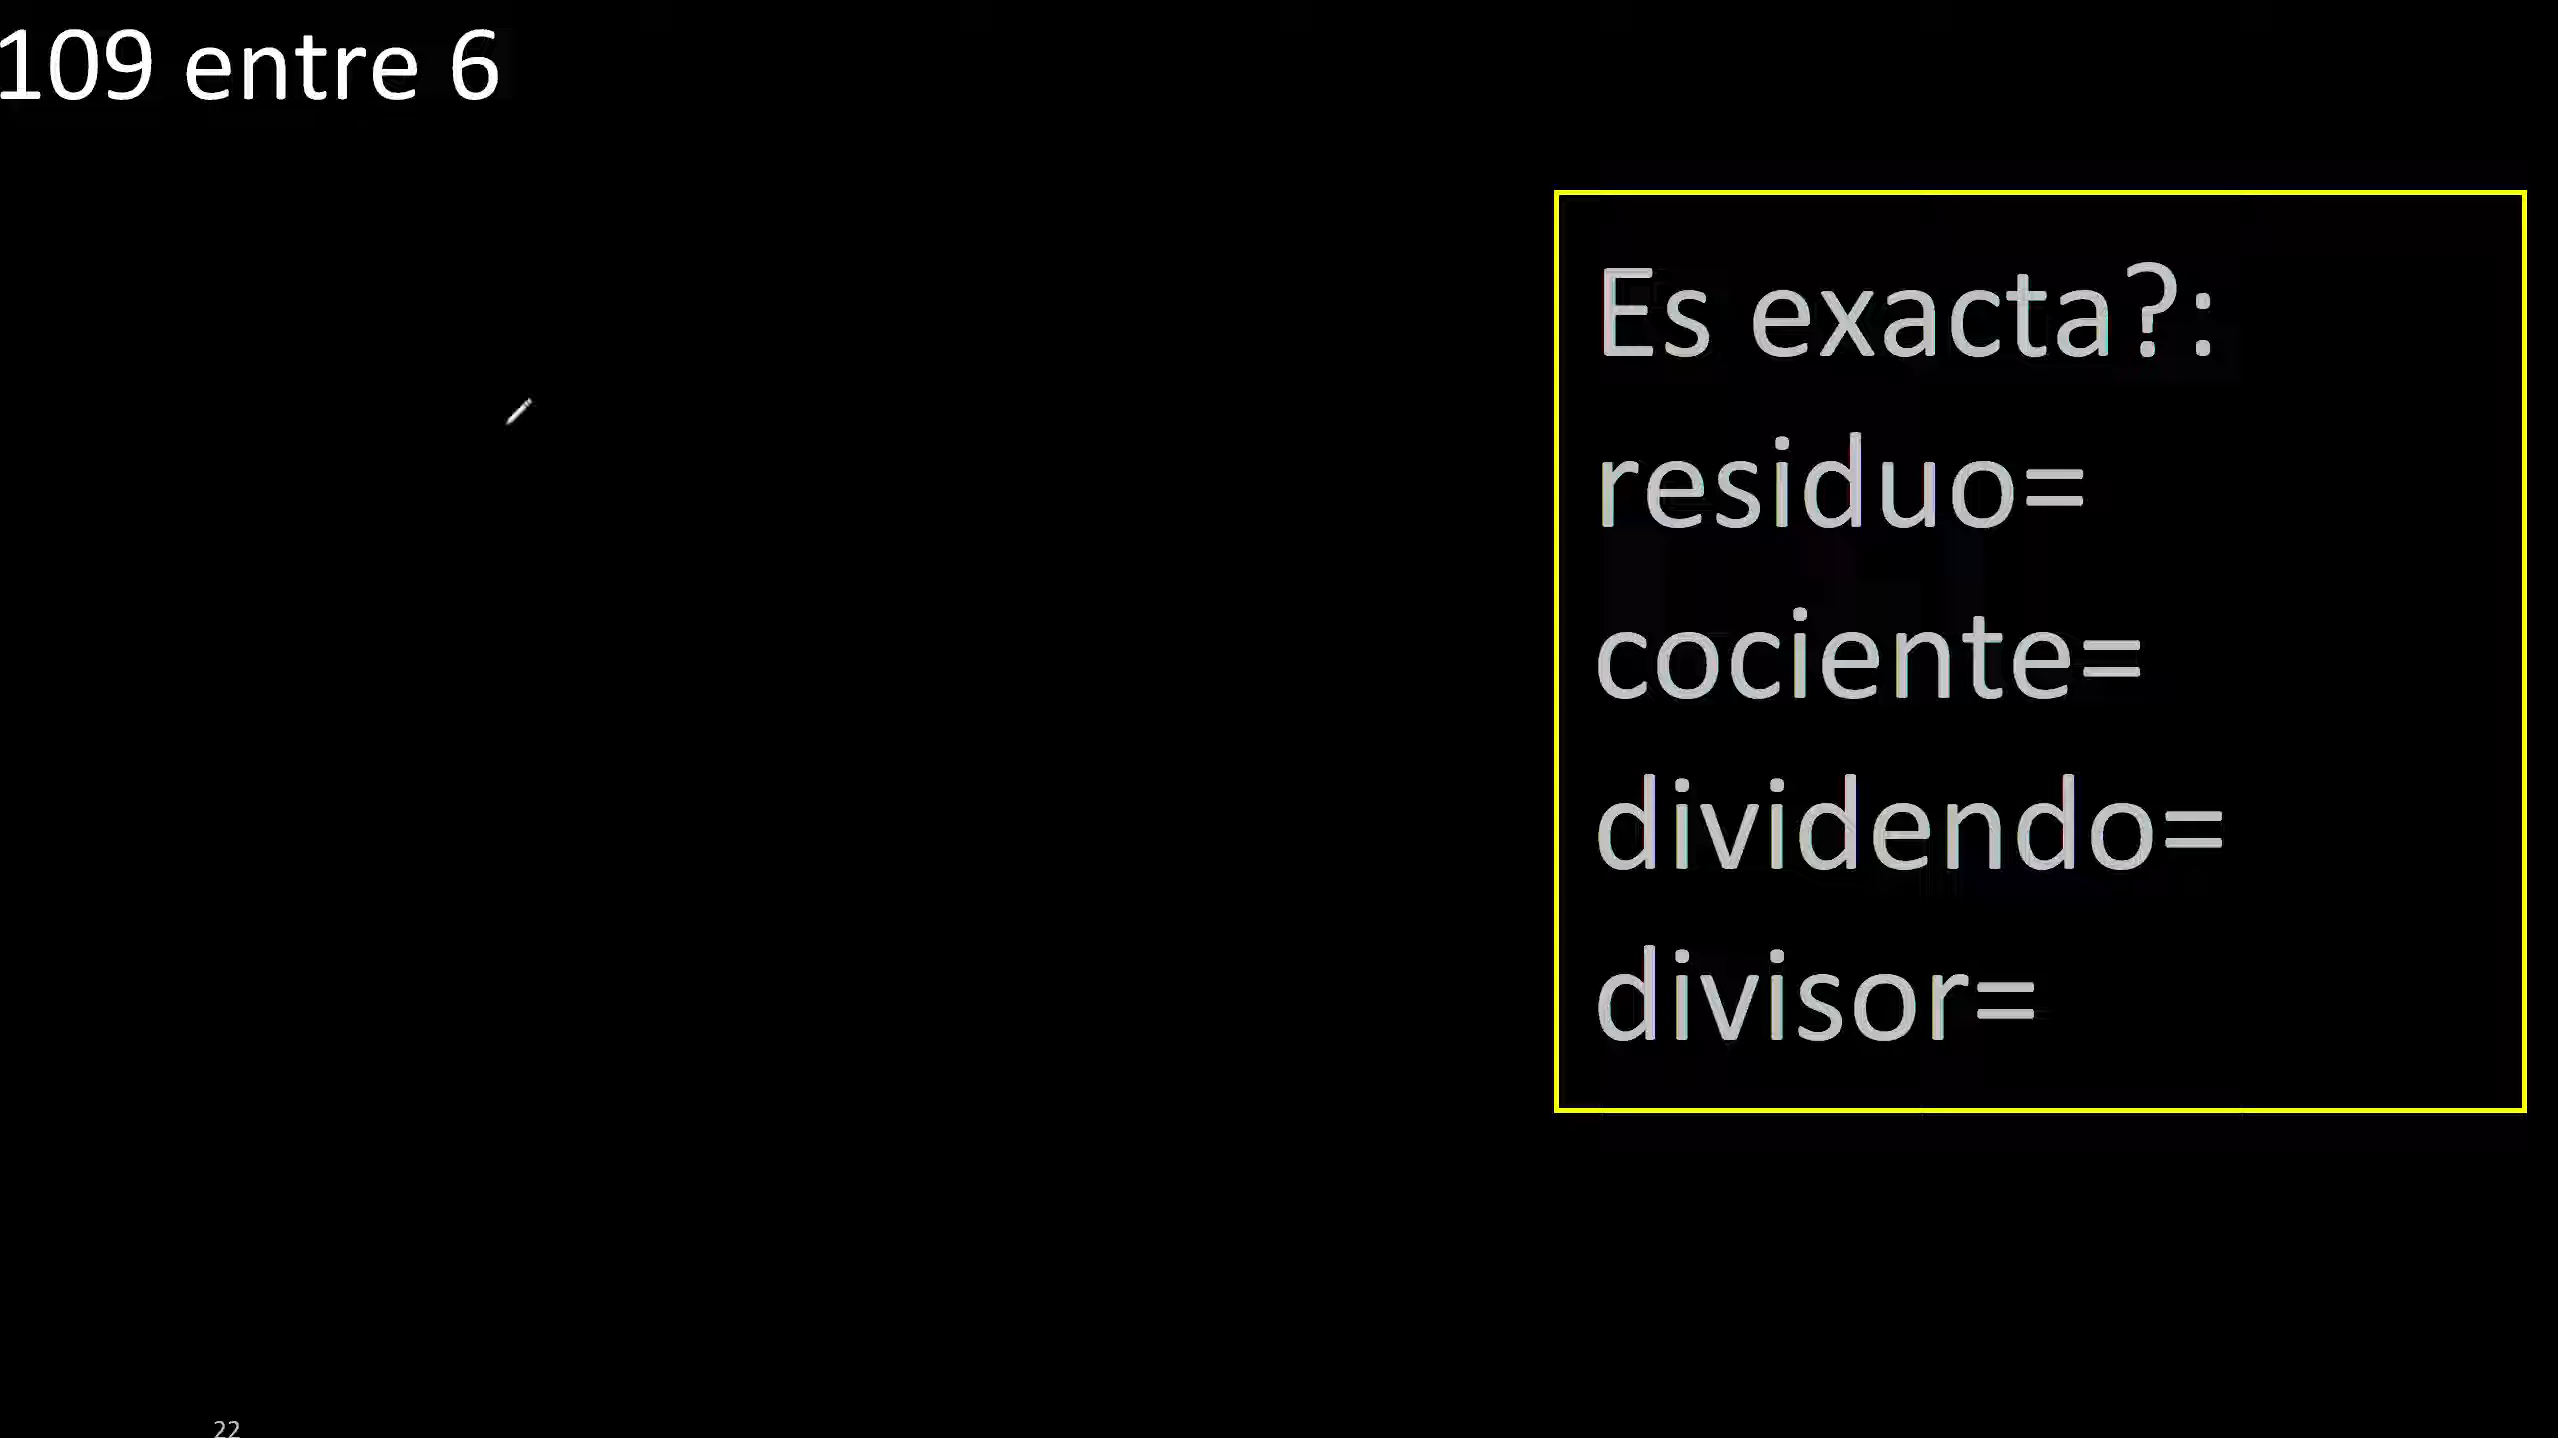 109 entre 6
Es exacta?:
residuo=
cociente=
dividendo=
divisor=
22